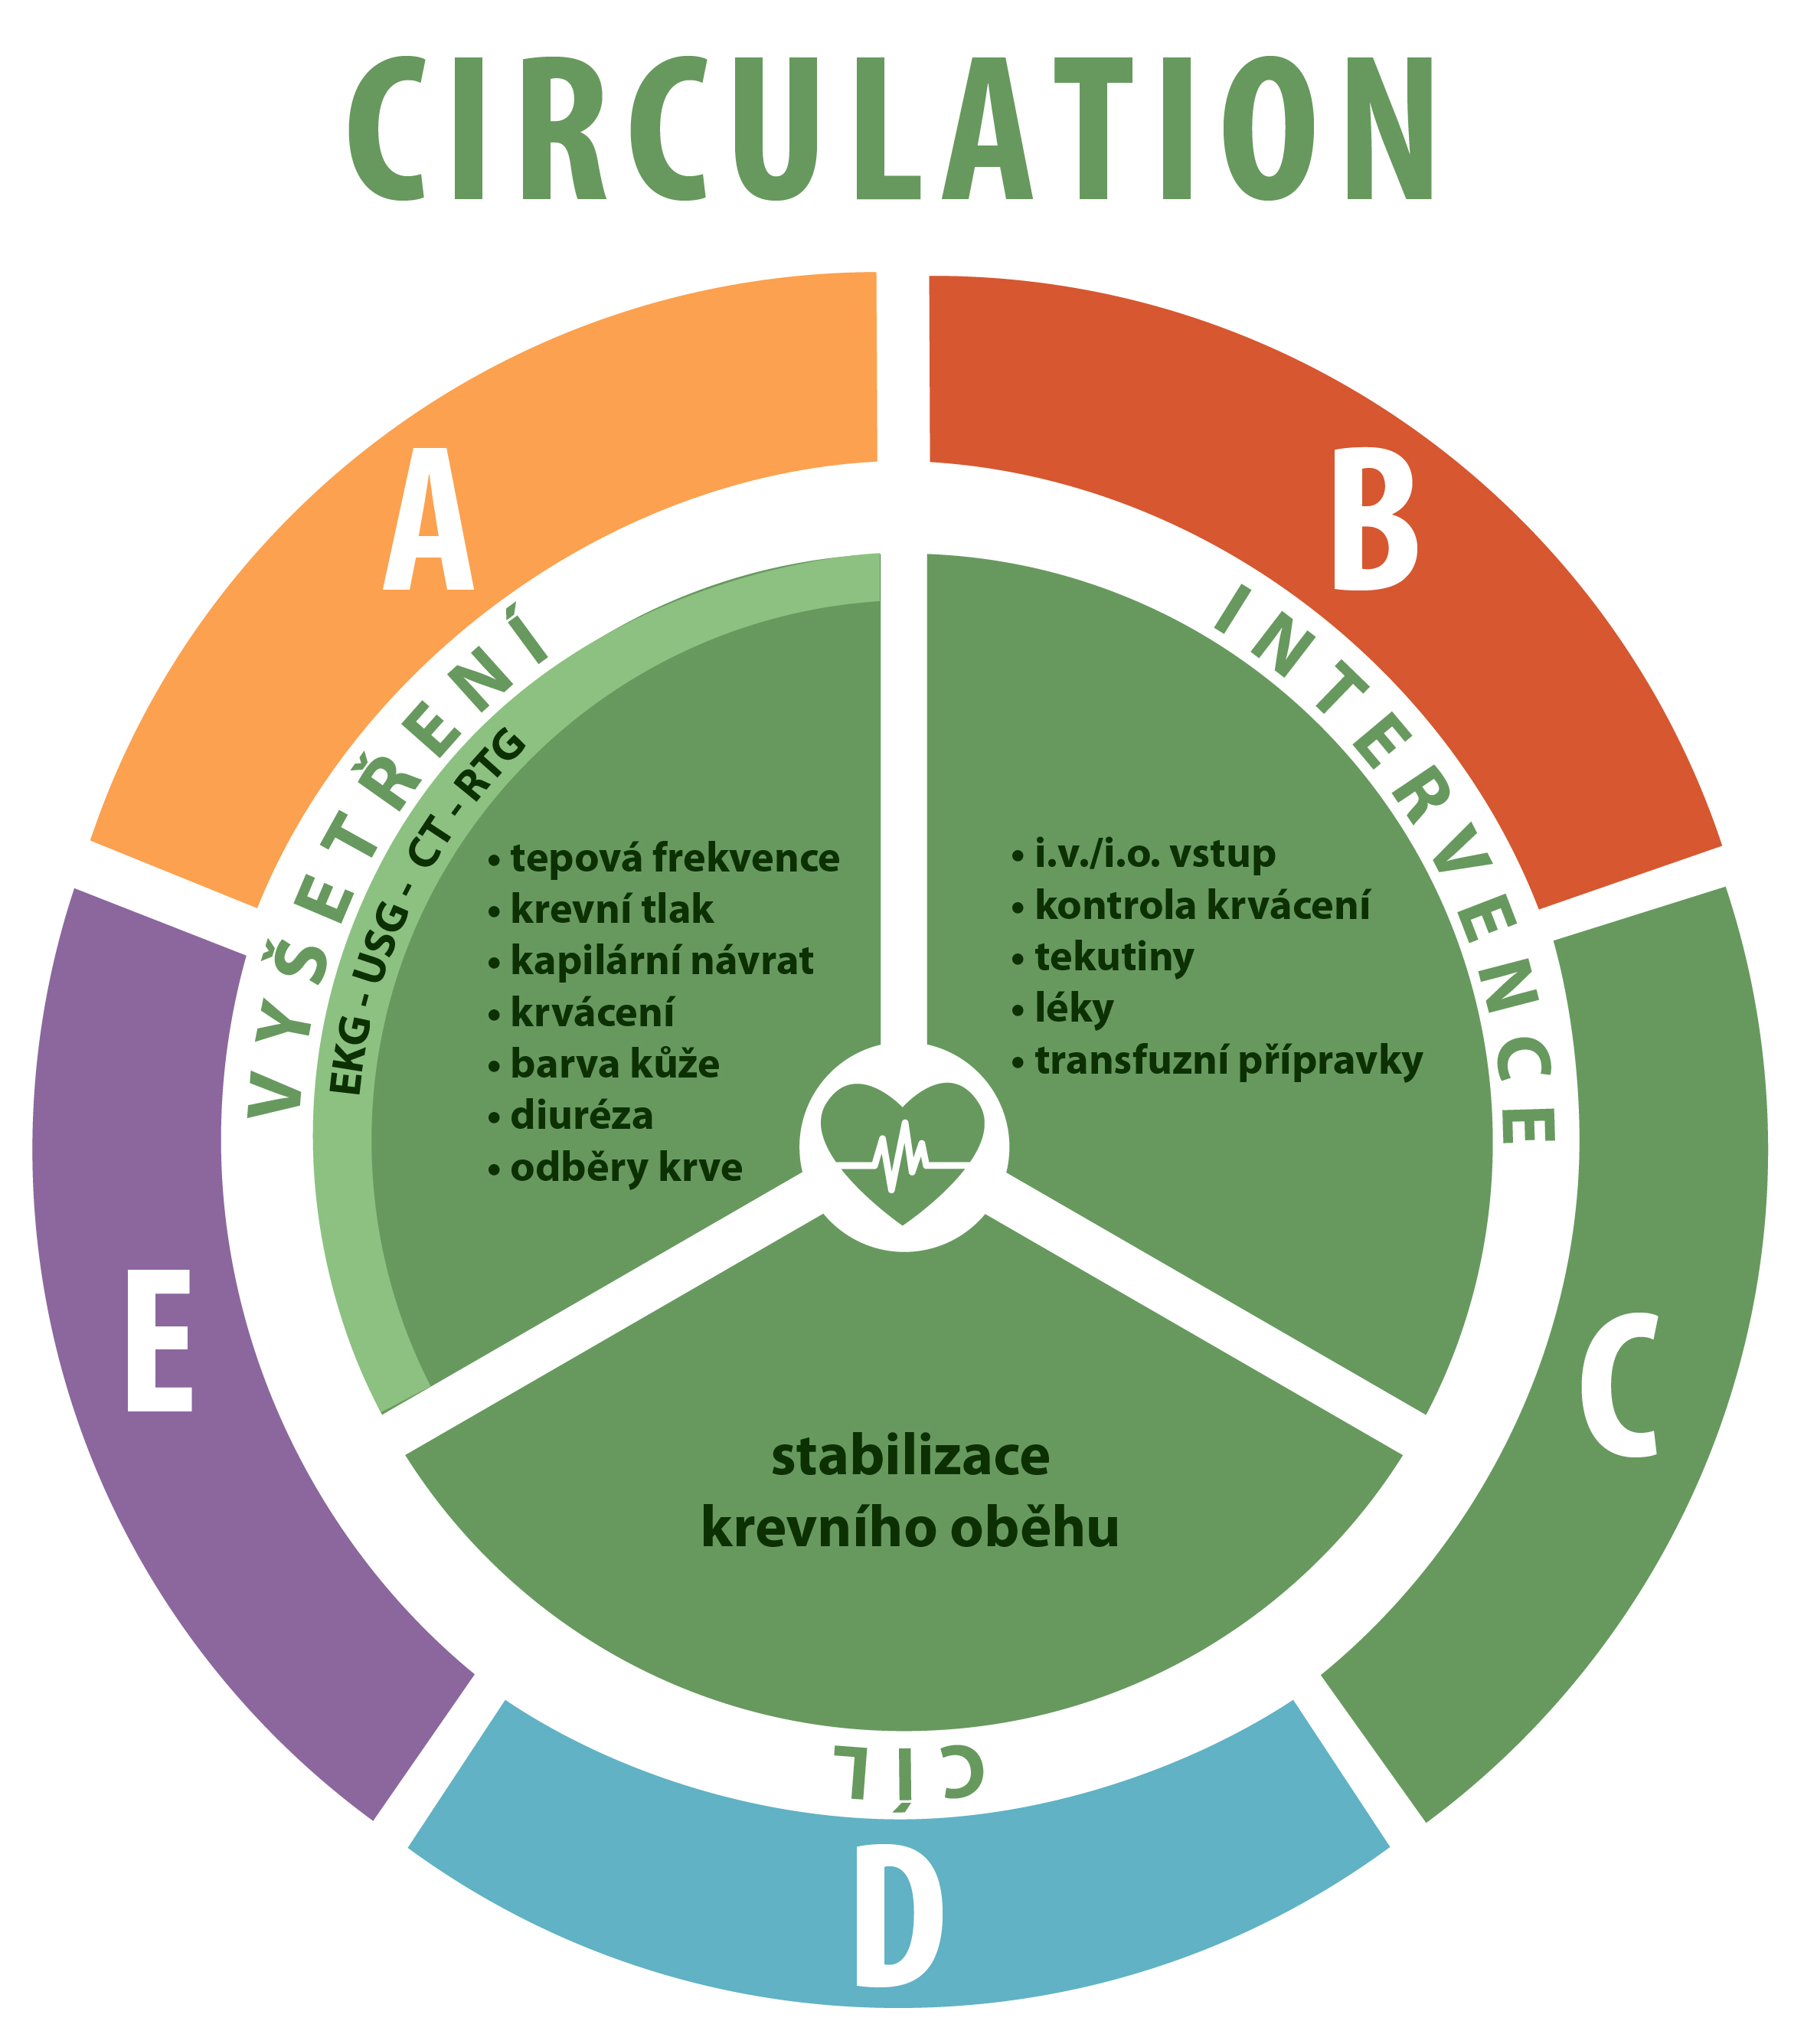 CIRCULATION
A
B
VYŠETŘENÍ
EKG - USG - CT - RTG
• tepová frekvence
• krevní tlak
• kapilární návrat
• krvácení
• barva kůže
• diuréza
• odběry krve
INTERVENCE
• i.v./i.o. vstup
• kontrola krvácení
• tekutiny
• léky
• transfuzní přípravky
E
C
stabilizace
krevního oběhu
CÍL
D